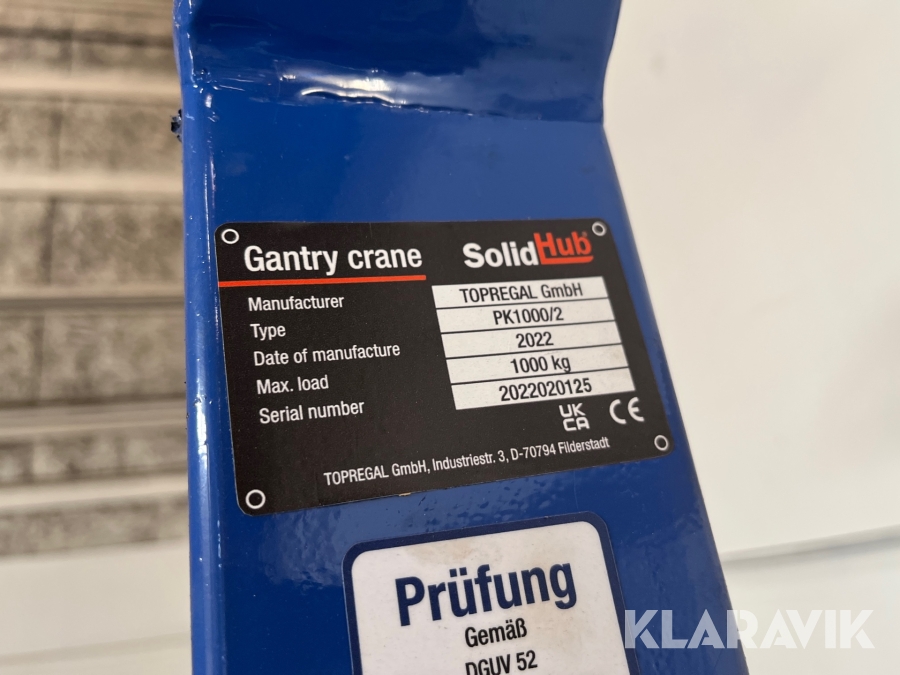 Gantry crane SolidHub®
Manufacturer TOPREGAL GmbH
Type PK1000/2
Date of manufacture 2022
Max. load 1000 kg
Serial number 2022020125
UK
CA CE
TOPREGAL GmbH, Industriestr. 3, D-70794 Filderstadt
Prüfung
Gemäß
DGUV 52
KLARAVIK